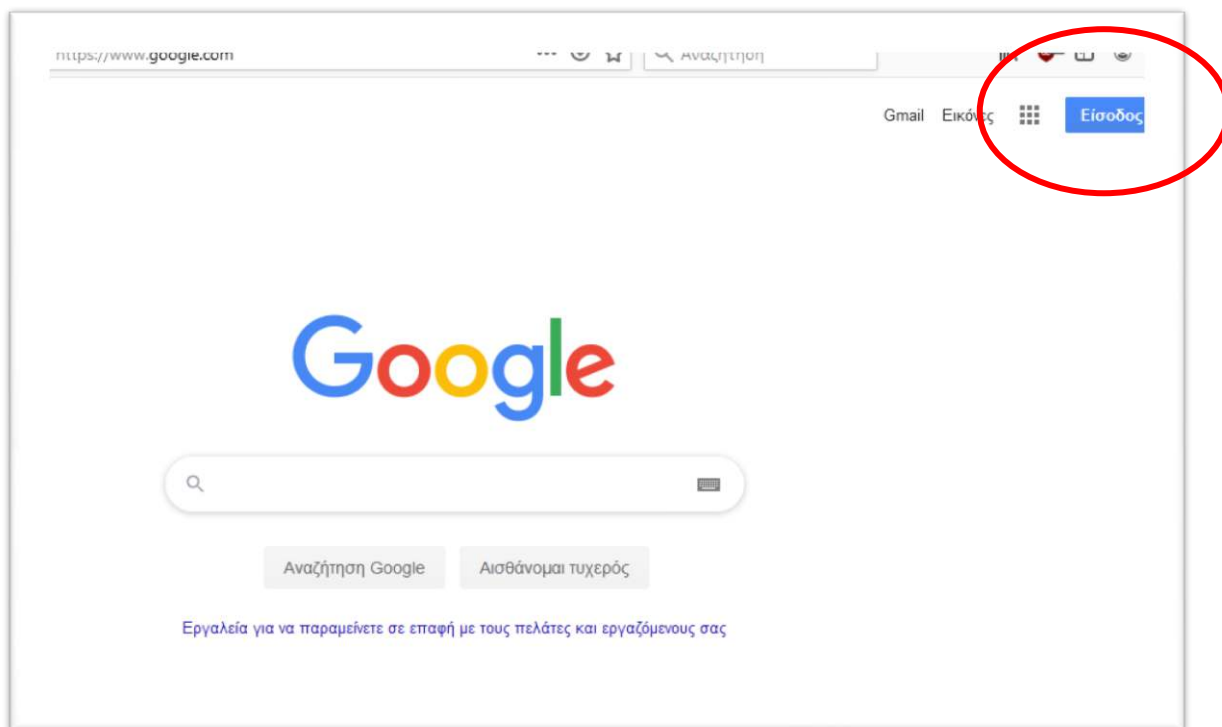 https://www.google.com Αναζήτηση
Gmail Εικόνες Είσοδος
Google
Αναζήτηση Google Αισθάνομαι τυχερός
Εργαλεία για να παραμείνετε σε επαφή με τους πελάτες και εργαζόμενους σας